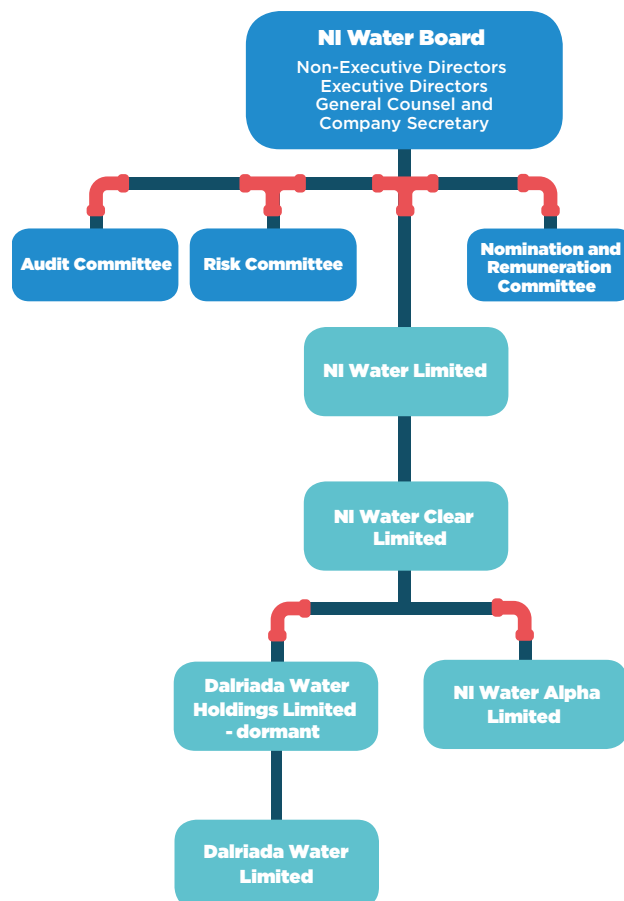 NI Water Board
Non-Executive Directors
Executive Directors
General Counsel and
Company Secretary
Audit Committee
Risk Committee
Nomination and
Remuneration
Committee
NI Water Limited
NI Water Clear
Limited
Dalriada Water
Holdings Limited
- dormant
NI Water Alpha
Limited
Dalriada Water
Limited